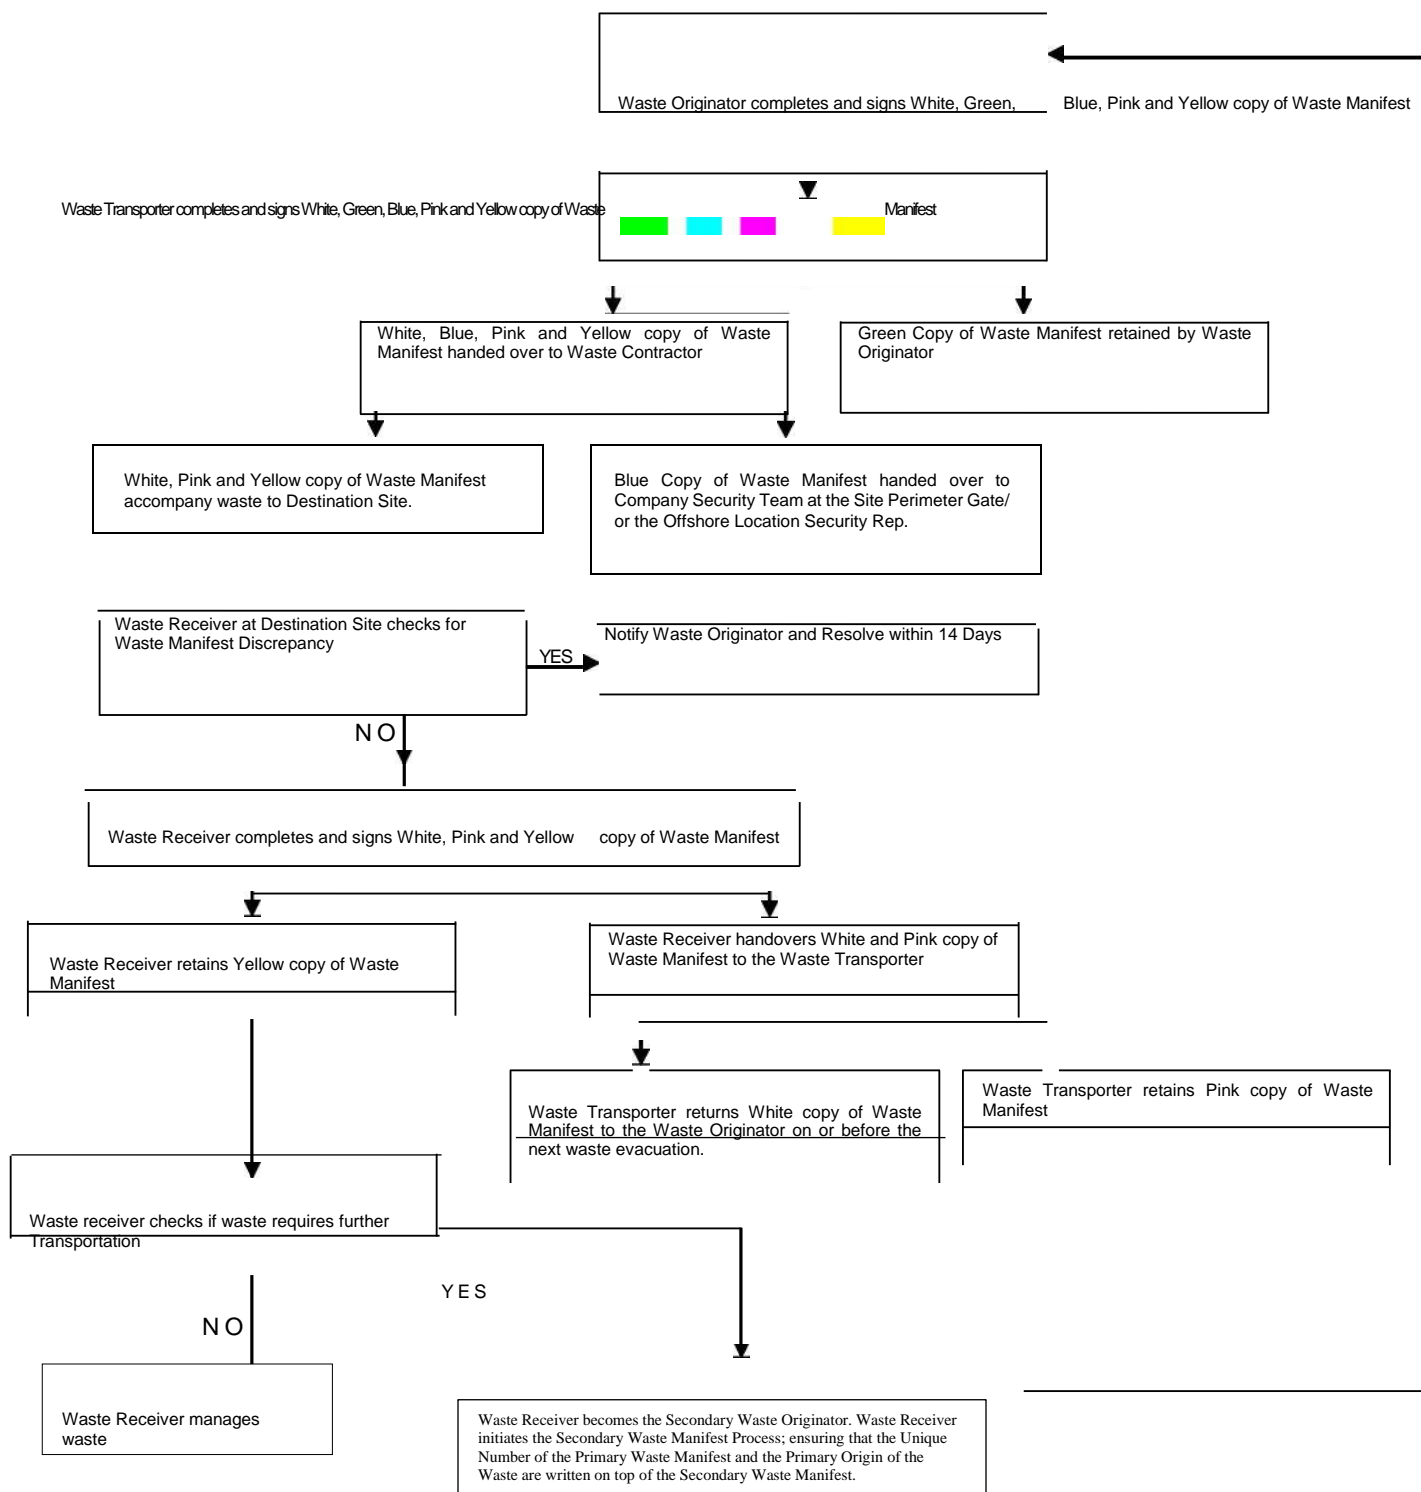 Waste Originator completes and signs White, Green, Blue, Pink and Yellow copy of Waste Manifest
Waste Transporter completes and signs White, Green, Blue, Pink and Yellow copy of Waste Manifest
White, Blue, Pink and Yellow copy of Waste
Manifest handed over to Waste Contractor
Green Copy of Waste Manifest retained by Waste
Originator
White, Pink and Yellow copy of Waste Manifest
accompany waste to Destination Site.
Blue Copy of Waste Manifest handed over to
Company Security Team at the Site Perimeter Gate/
or the Offshore Location Security Rep.
Waste Receiver at Destination Site checks for
Waste Manifest Discrepancy
YES
Notify Waste Originator and Resolve within 14 Days
NO
Waste Receiver completes and signs White, Pink and Yellow copy of Waste Manifest
Waste Receiver retains Yellow copy of Waste
Manifest
Waste Receiver handovers White and Pink copy of
Waste Manifest to the Waste Transporter
Waste Transporter returns White copy of Waste
Manifest to the Waste Originator on or before the
next waste evacuation.
Waste Transporter retains Pink copy of Waste
Manifest
Waste receiver checks if waste requires further
Transportation
YES
NO
Waste Receiver manages
waste
Waste Receiver becomes the Secondary Waste Originator. Waste Receiver
initiates the Secondary Waste Manifest Process; ensuring that the Unique
Number of the Primary Waste Manifest and the Primary Origin of the
Waste are written on top of the Secondary Waste Manifest.